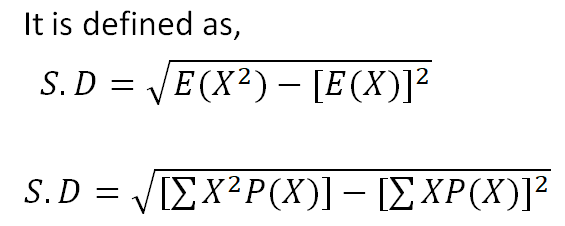 It is defined as,
S.D = √E(X²) − [E(X)]²
S.D = √[∑X²P(X)] − [∑XP(X)]²